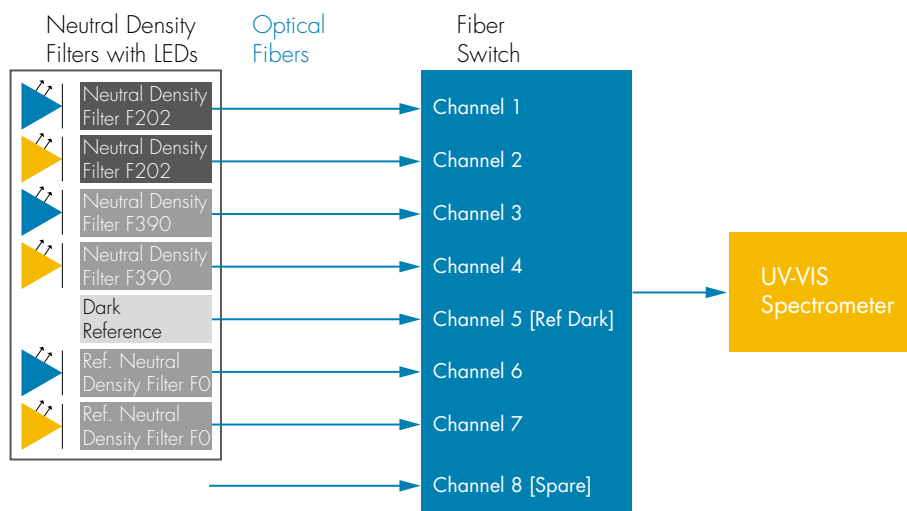 Neutral Density
Filters with LEDs
Optical
Fibers
Fiber
Switch
Neutral Density
Filter F202
Channel 1
Neutral Density
Filter F202
Channel 2
Neutral Density
Filter F390
Channel 3
Neutral Density
Filter F390
Channel 4
Dark
Reference
Channel 5 [Ref Dark]
Ref. Neutral
Density Filter F0
Channel 6
Ref. Neutral
Density Filter F0
Channel 7
Channel 8 [Spare]
UV-VIS
Spectrometer